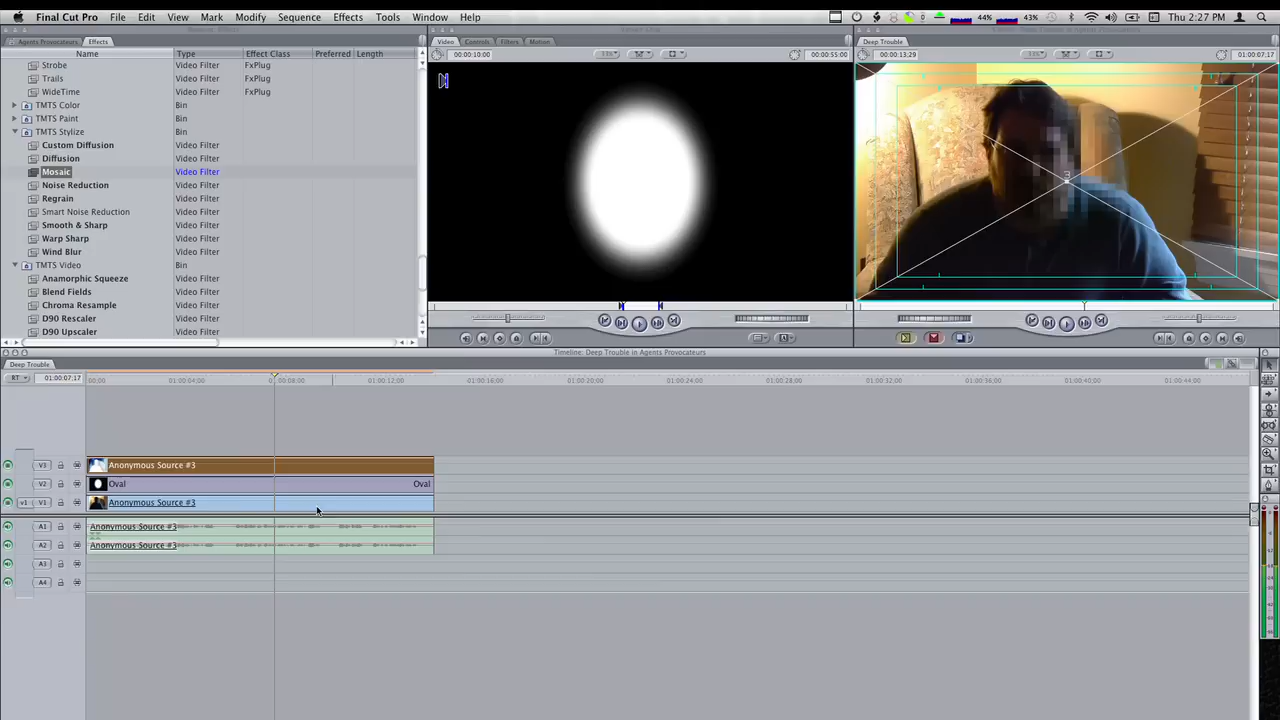 Final Cut Pro File Edit View Mark Modify Sequence Effects Tools Window Help 44% 43% Thu 2:27 PM
Agents Provocateurs Effects
Name Type Effect Class Preferred Length
Strobe Video Filter FxPlug
Trails Video Filter FxPlug
WideTime Video Filter FxPlug
TMTS Color Bin
TMTS Paint Bin
TMTS Stylize Bin
Custom Diffusion Video Filter
Diffusion Video Filter
Mosaic Video Filter
Noise Reduction Video Filter
Regrain Video Filter
Smart Noise Reduction Video Filter
Smooth & Sharp Video Filter
Warp Sharp Video Filter
Wind Blur Video Filter
TMTS Video Bin
Anamorphic Squeeze Video Filter
Blend Fields Video Filter
Chroma Resample Video Filter
D90 Rescaler Video Filter
D90 Upscaler Video Filter
Video Controls Filters Motion
00:00:10:00 00:00:55:00
Deep Trouble
00:00:13:29 01:00:07;17
3
Timeline: Deep Trouble in Agents Provocateurs
Deep Trouble
RT 01:00:07;17 00;00 01:00:04;00 01:00:12;00 01:00:16;00 01:00:20;00 01:00:24;00 01:00:28;00 01:00:32;00 01:00:36;00 01:00:40;00 01:00:44;00
V3 Anonymous Source #3
V2 Oval Oval
v1 V1 Anonymous Source #3
A1 Anonymous Source #3
A2 Anonymous Source #3
A3
A4